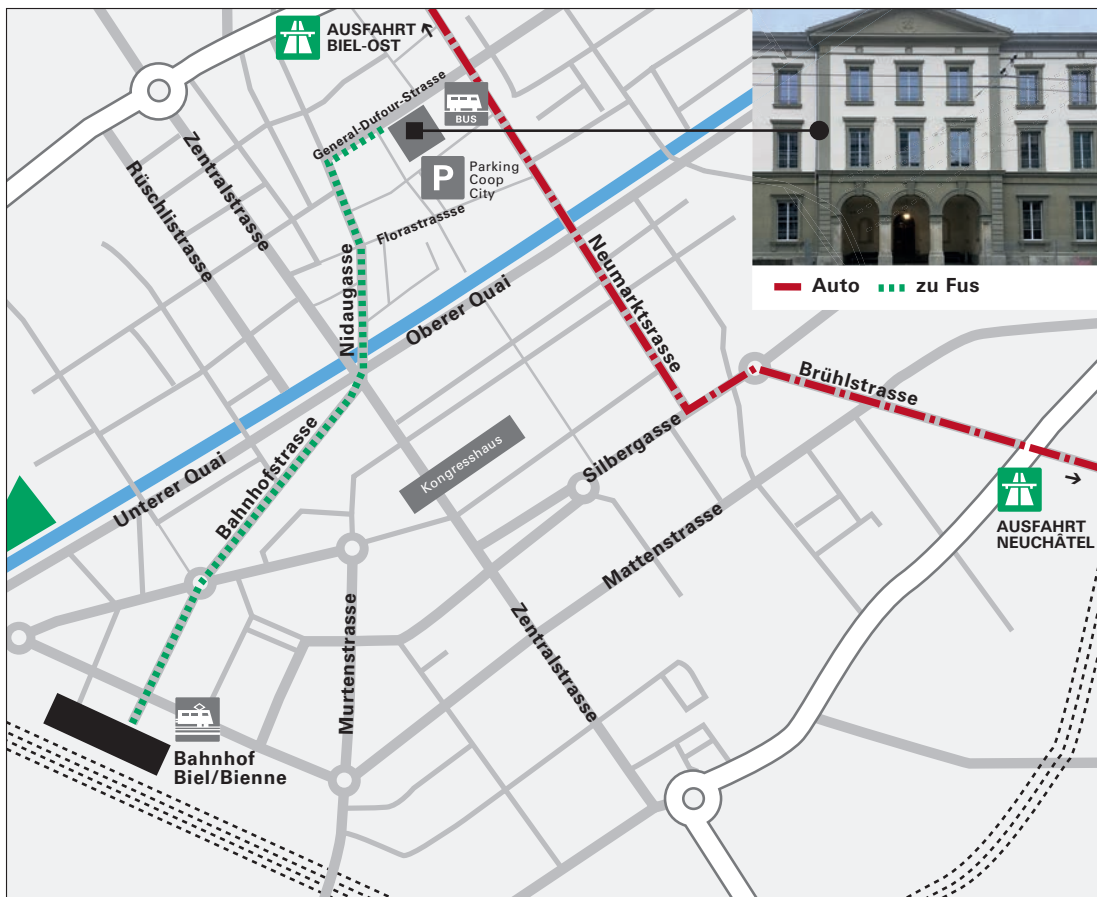 AUSFAHRT
BIEL-OST
General-Dufour-Strasse
BUS
P
Parking
Coop
City
Zentralstrasse
Rüschlistrasse
Florastrassse
Nidaugasse
Oberer Quai
Neumarktsrasse
Auto
zu Fus
Brühlstrasse
Bahnhofstrasse
Unterer Quai
Kongresshaus
Silbergasse
Mattenstrasse
AUSFAHRT
NEUCHÂTEL
Murtenstrasse
Zentralstrasse
Bahnhof
Biel/Bienne